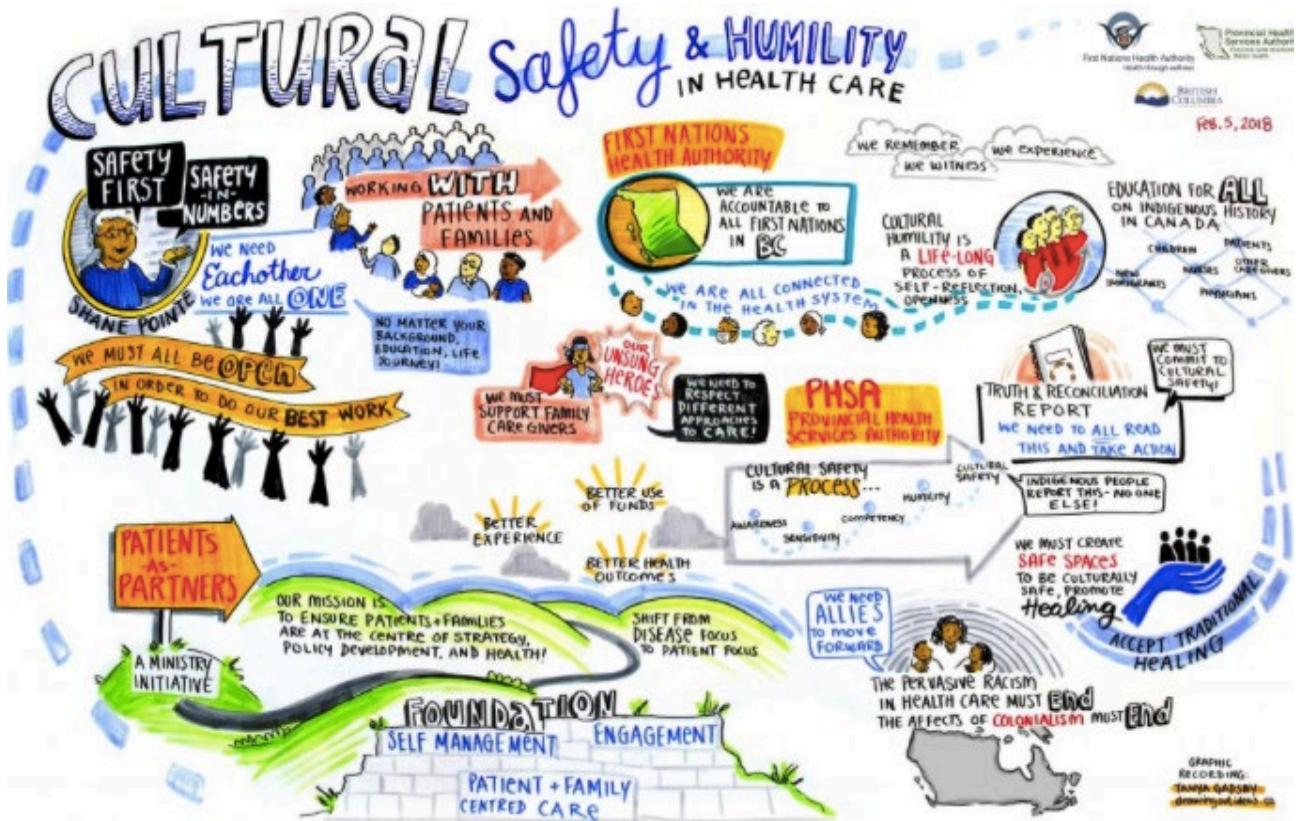 CULTURAL Safety & HUMILITY
IN HEALTH CARE
First Nations Health Authority
Health through wellness
Provincial Health
Services Authority
BRITISH
COLUMBIA
Feb. 5, 2018
SAFETY
FIRST
SAFETY
-IN-
NUMBERS
SHANE POINTE
WE NEED
Eachother
WE ARE ALL ONE
NO MATTER YOUR
BACKGROUND,
EDUCATION, LIFE
JOURNEY!
WE MUST ALL BE OPEN
IN ORDER TO DO OUR BEST WORK
WORKING WITH
PATIENTS AND
FAMILIES
FIRST NATIONS
HEALTH AUTHORITY
WE ARE
ACCOUNTABLE TO
ALL FIRST NATIONS
IN BC
WE ARE ALL CONNECTED
IN THE HEALTH SYSTEM
WE REMEMBER
WE WITNESS
WE EXPERIENCE
CULTURAL
HUMILITY IS
A LIFE-LONG
PROCESS OF
SELF-REFLECTION,
OPENNESS
EDUCATION FOR ALL
ON INDIGENOUS HISTORY
IN CANADA
CHILDREN
PATIENTS
NEW
IMMIGRANTS
NURSES
OTHER
CARE GIVERS
PHYSICIANS
OUR
UNSUNG
HEROES
WE MUST
SUPPORT FAMILY
CARE GIVERS
WE NEED TO
RESPECT
DIFFERENT
APPROACHES
TO CARE!
PHSA
PROVINCIAL HEALTH
SERVICES AUTHORITY
TRUTH & RECONCILIATION
REPORT
WE NEED TO ALL READ
THIS AND TAKE ACTION
WE MUST
COMMIT TO
CULTURAL
SAFETY!
CULTURAL SAFETY
IS A PROCESS...
AWARENESS
SENSITIVITY
COMPETENCY
HUMILITY
CULTURAL
SAFETY
INDIGENOUS PEOPLE
REPORT THIS - NO ONE
ELSE!
BETTER
EXPERIENCE
BETTER USE
OF FUNDS
BETTER HEALTH
OUTCOMES
PATIENTS
-AS-
PARTNERS
A MINISTRY
INITIATIVE
OUR MISSION IS:
TO ENSURE PATIENTS + FAMILIES
ARE AT THE CENTRE OF STRATEGY,
POLICY DEVELOPMENT, AND HEALTH!
SHIFT FROM
DISEASE FOCUS
TO PATIENT FOCUS
FOUNDATION
SELF MANAGEMENT
ENGAGEMENT
PATIENT + FAMILY
CENTRED CARE
WE NEED
ALLIES
TO MOVE
FORWARD
THE PERVASIVE RACISM
IN HEALTH CARE MUST END
THE AFFECTS OF COLONIALISM MUST END
WE MUST CREATE
SAFE SPACES
TO BE CULTURALLY
SAFE, PROMOTE
Healing
ACCEPT TRADITIONAL
HEALING
GRAPHIC
RECORDING:
TANYA GADSBY
drawing out ideas